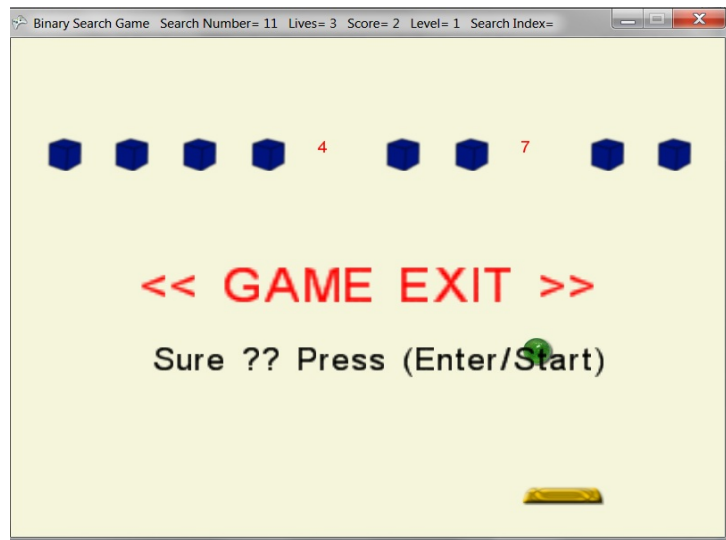 Binary Search Game Search Number= 11 Lives= 3 Score= 2 Level= 1 Search Index=
4 7
<< GAME EXIT >>
Sure ?? Press (Enter/Start)